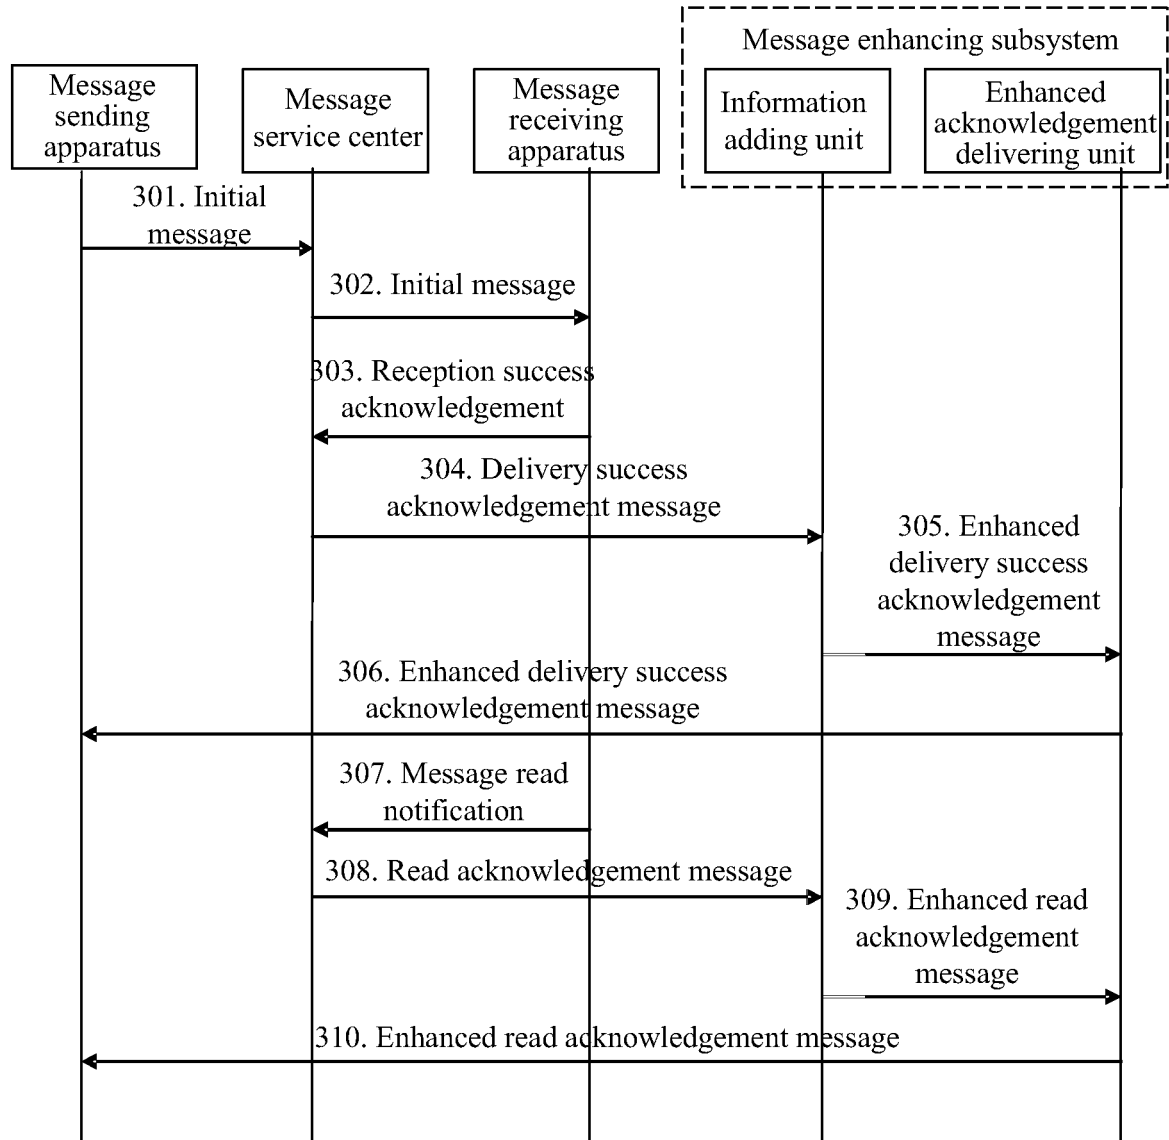 Message enhancing subsystem
Message
sending
apparatus
Message
service center
Message
receiving
apparatus
Information
adding unit
Enhanced
acknowledgement
delivering unit
301. Initial
message
302. Initial message
303. Reception success
acknowledgement
304. Delivery success
acknowledgement message
305. Enhanced
delivery success
acknowledgement
message
306. Enhanced delivery success
acknowledgement message
307. Message read
notification
308. Read acknowledgement message
309. Enhanced read
acknowledgement
message
310. Enhanced read acknowledgement message